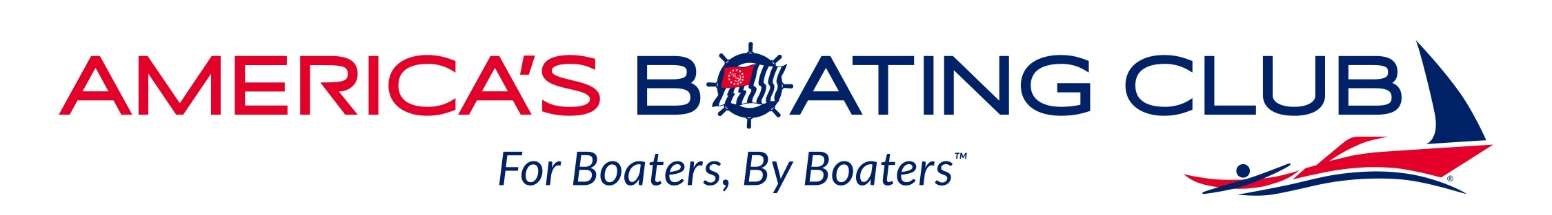 AMERICA'S BOATING CLUB®
For Boaters, By Boaters™